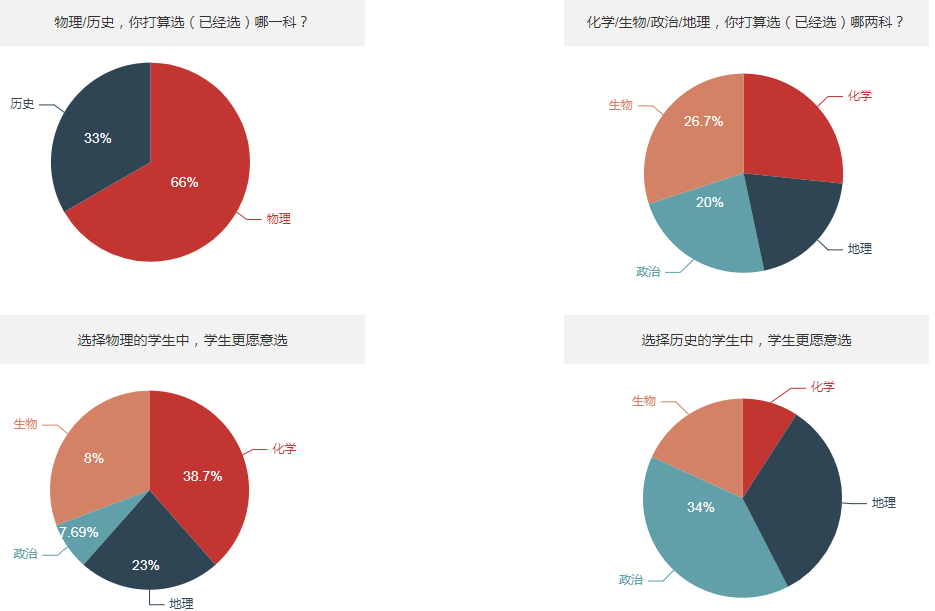 物理/历史，你打算选（已经选）哪一科？
历史
33%
66%
物理
化学/生物/政治/地理，你打算选（已经选）哪两科？
生物
化学
26.7%
20%
地理
政治
选择物理的学生中，学生更愿意选
生物
化学
8%
38.7%
7.69%
政治
23%
地理
选择历史的学生中，学生更愿意选
化学
生物
地理
34%
政治